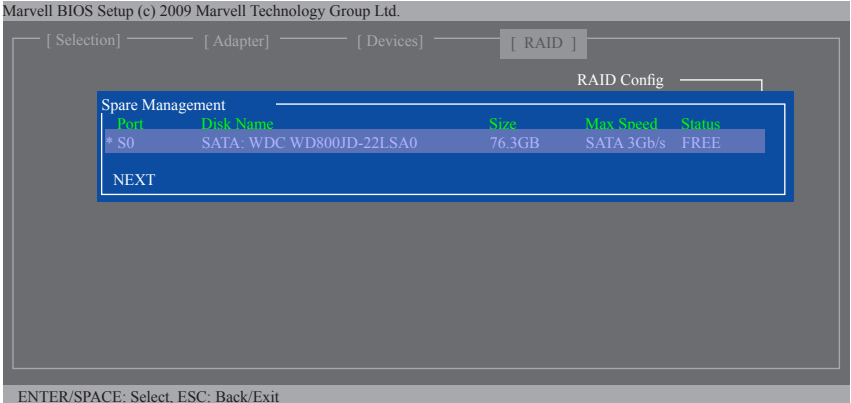 Marvell BIOS Setup (c) 2009 Marvell Technology Group Ltd.
[ Selection] [ Adapter] [ Devices] [ RAID ]
RAID Config
Spare Management
Port Disk Name Size Max Speed Status
* S0 SATA: WDC WD800JD-22LSA0 76.3GB SATA 3Gb/s FREE
NEXT
ENTER/SPACE: Select, ESC: Back/Exit